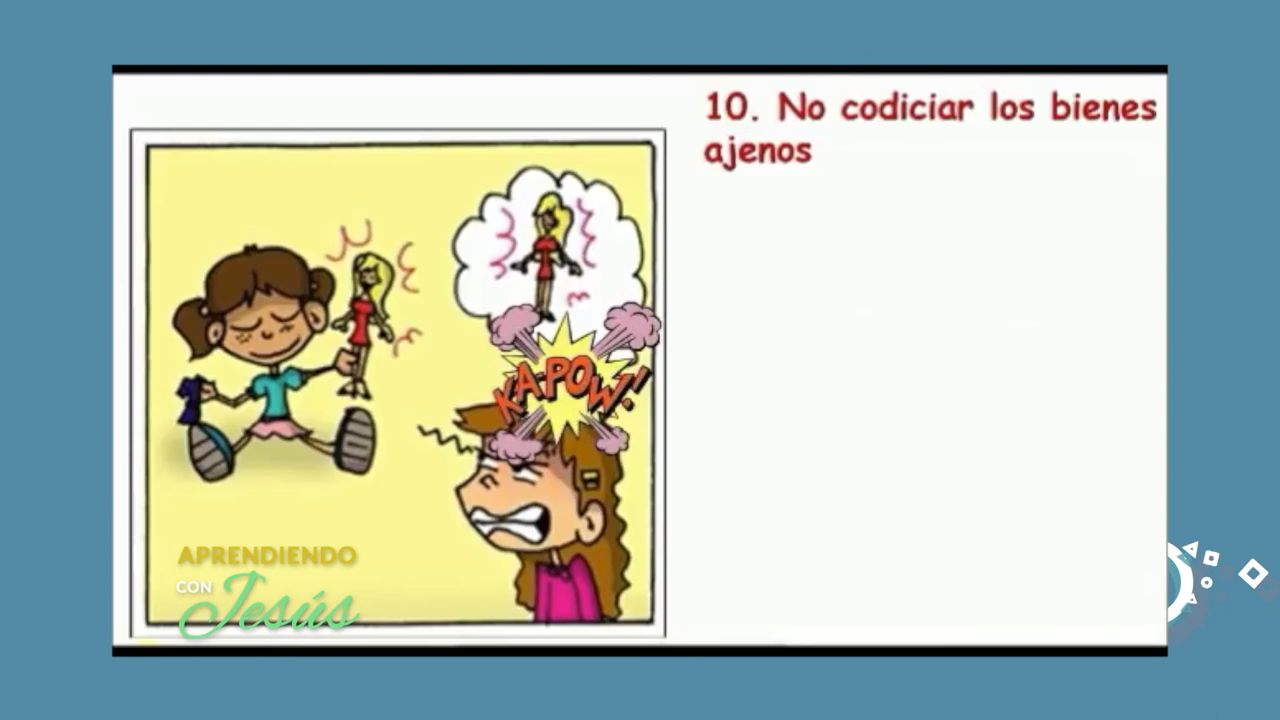 10. No codiciar los bienes
ajenos
KAPOW!
APRENDIENDO
CON
Jesús